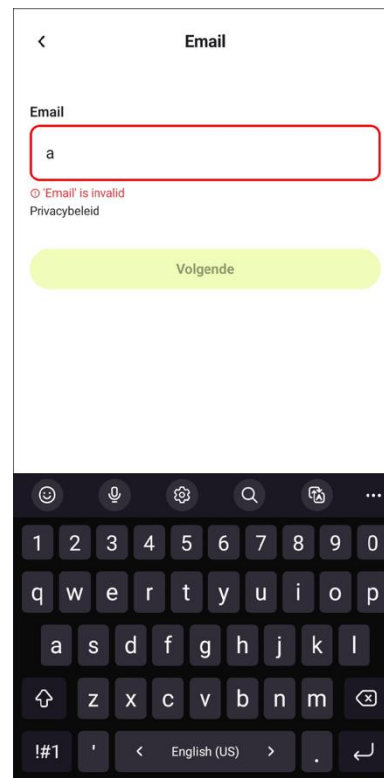 Email
Email
a
'Email' is invalid
Privacybeleid
Volgende
1 2 3 4 5 6 7 8 9 0
q w e r t y u i o p
a s d f g h j k l
z x c v b n m
!#1 ' < English (US) > .